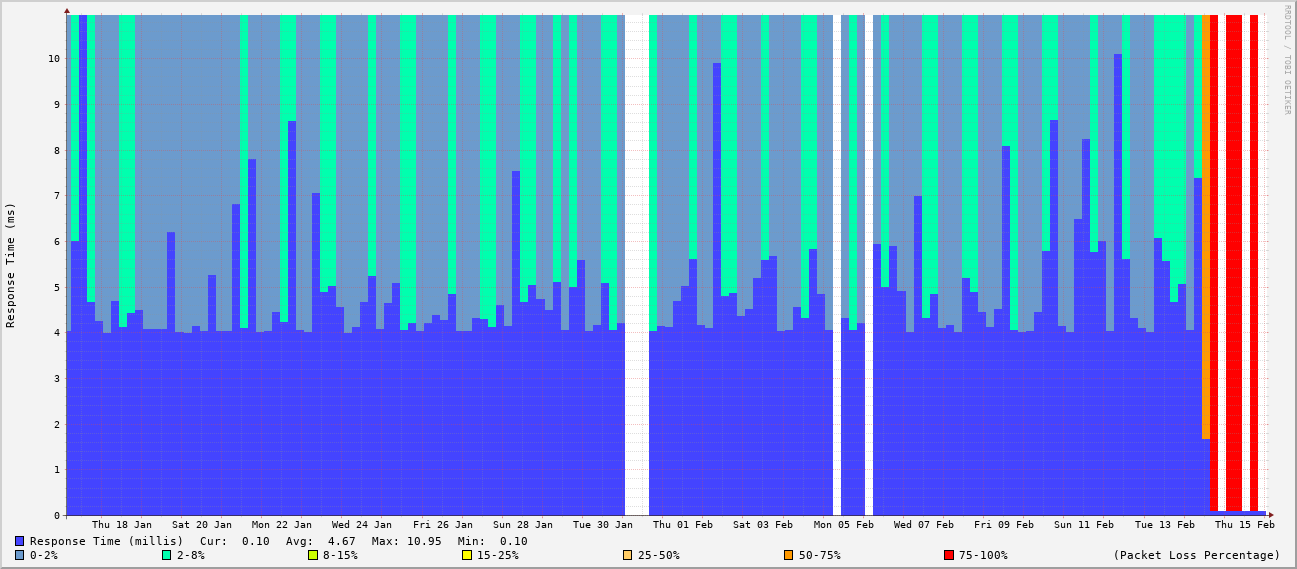 RRDTOOL / TOBI OETIKER
Response Time (ms)
10
9
8
7
6
5
4
3
2
1
0
Thu 18 Jan Sat 20 Jan Mon 22 Jan Wed 24 Jan Fri 26 Jan Sun 28 Jan Tue 30 Jan Thu 01 Feb Sat 03 Feb Mon 05 Feb Wed 07 Feb Fri 09 Feb Sun 11 Feb Tue 13 Feb Thu 15 Feb
Response Time (millis) Cur: 0.10 Avg: 4.67 Max: 10.95 Min: 0.10
0-2% 2-8% 8-15% 15-25% 25-50% 50-75% 75-100% (Packet Loss Percentage)